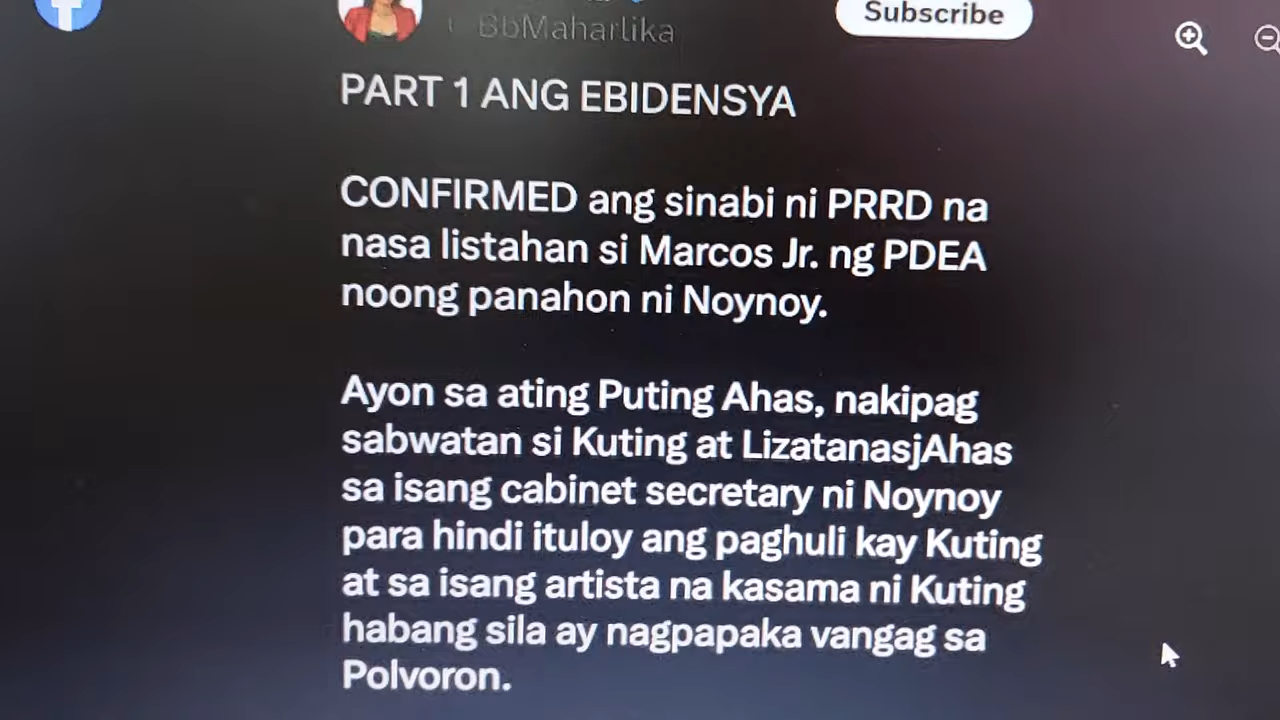 BbMaharlika
Subscribe
PART 1 ANG EBIDENSYA
CONFIRMED ang sinabi ni PRRD na
nasa listahan si Marcos Jr. ng PDEA
noong panahon ni Noynoy.
Ayon sa ating Puting Ahas, nakipag
sabwatan si Kuting at LizatanasjAhas
sa isang cabinet secretary ni Noynoy
para hindi ituloy ang paghuli kay Kuting
at sa isang artista na kasama ni Kuting
habang sila ay nagpapaka vangag sa
Polvoron.